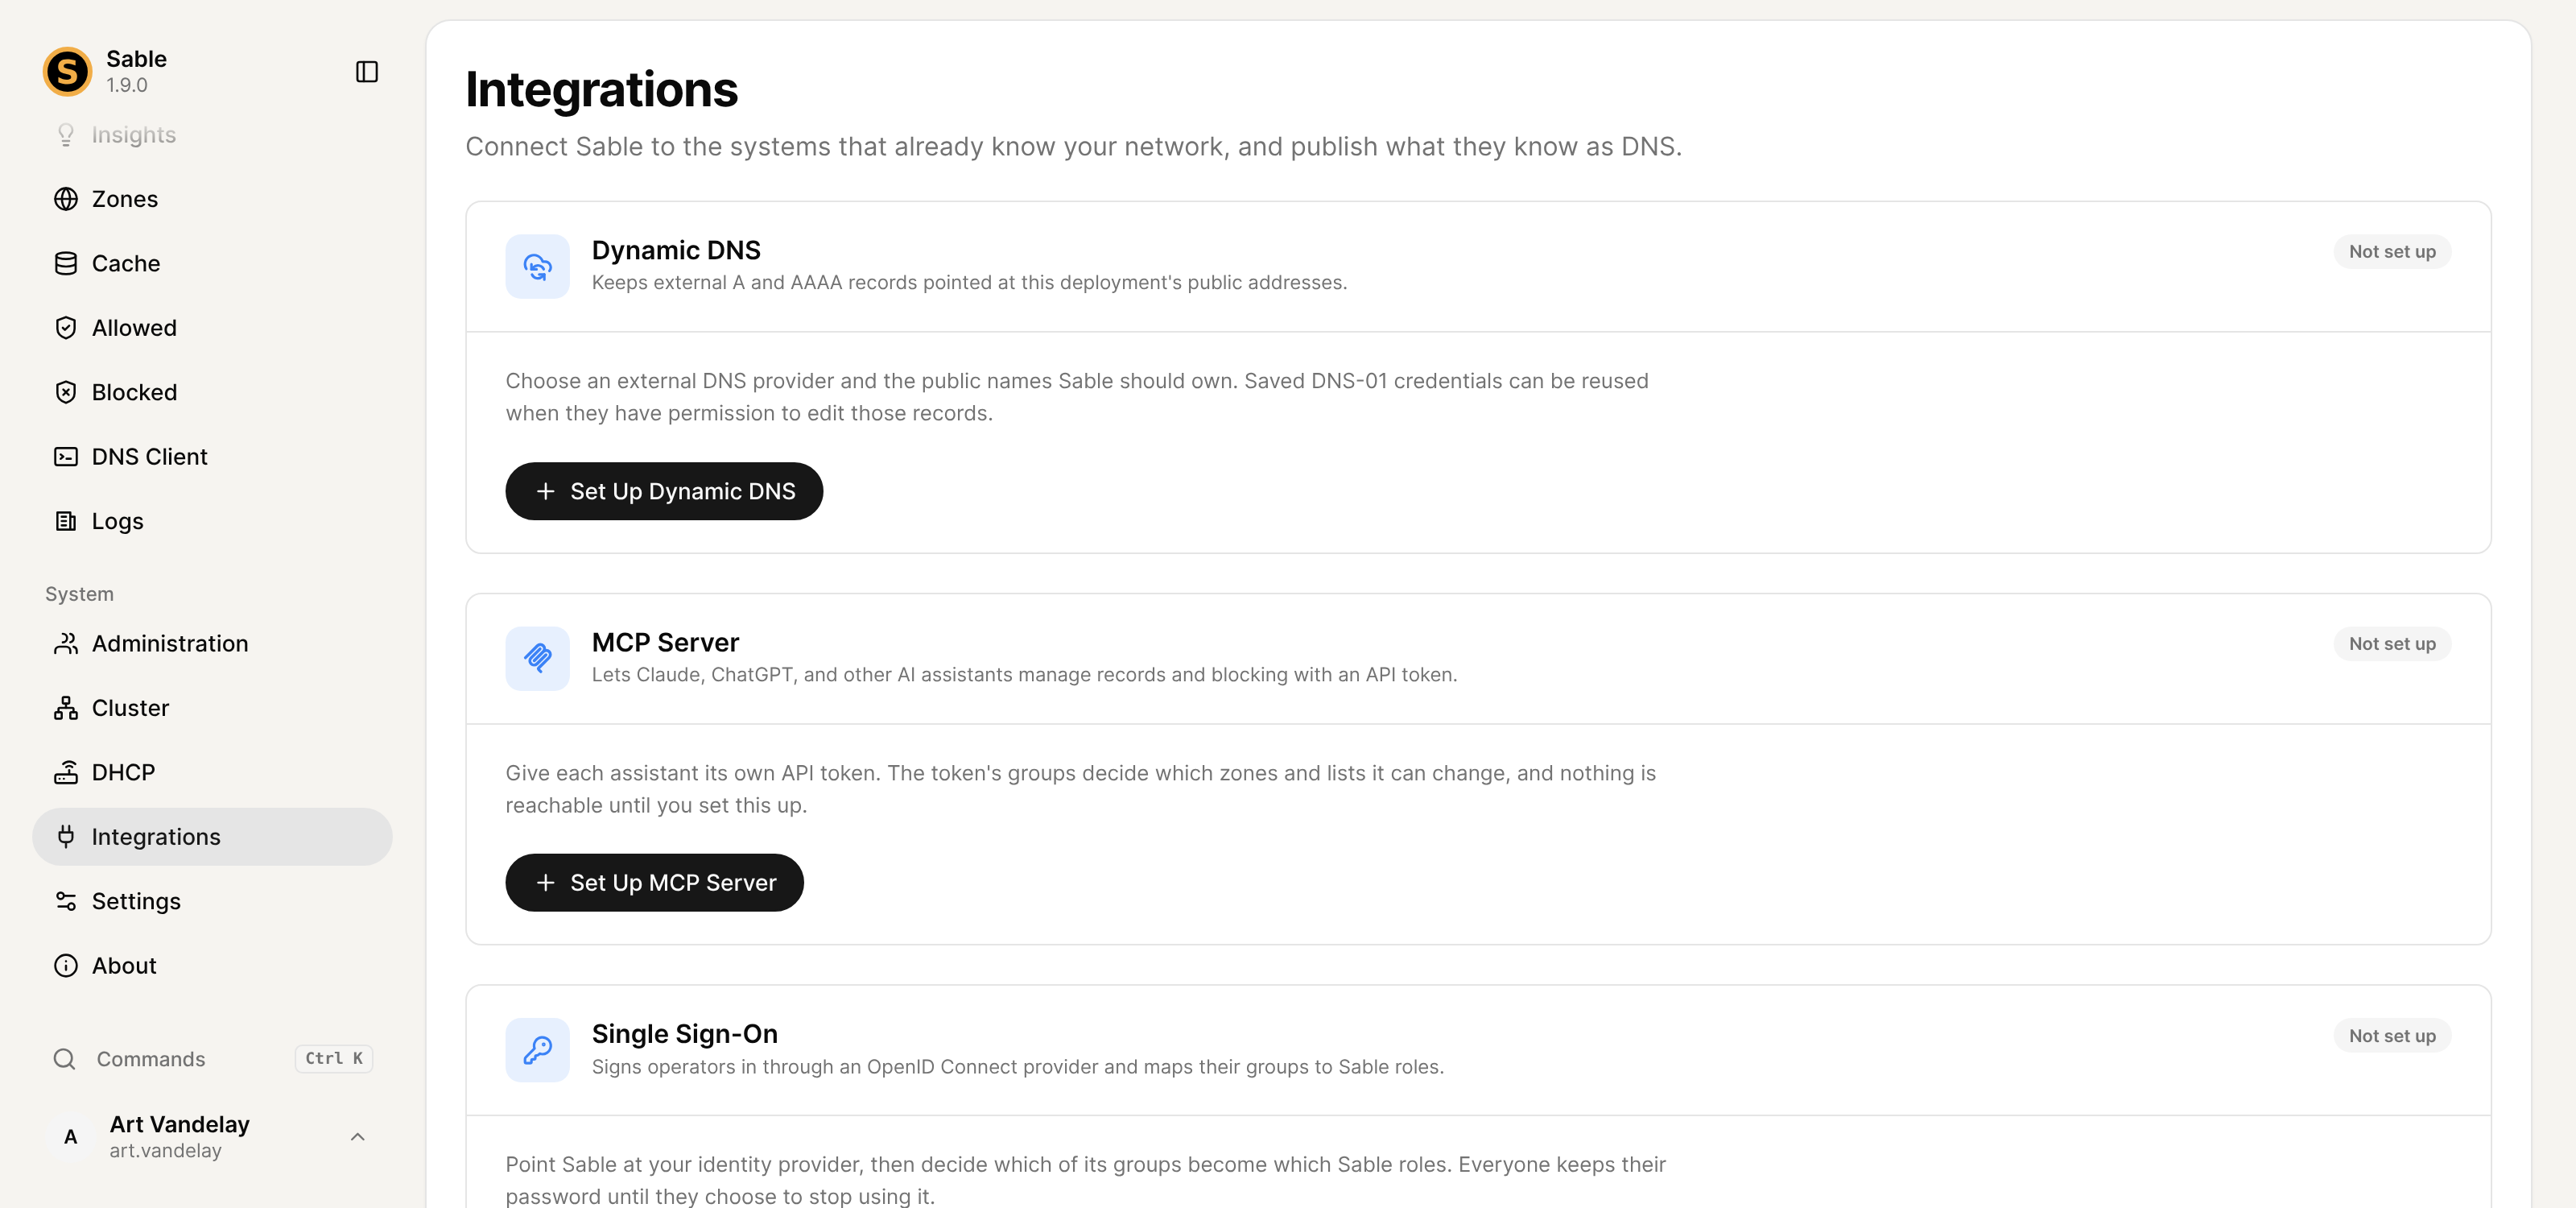 S
Sable
1.9.0
Insights
Zones
Cache
Allowed
Blocked
DNS Client
Logs
System
Administration
Cluster
DHCP
Integrations
Settings
About
Commands
Ctrl K
A
Art Vandelay
art.vandelay
Integrations
Connect Sable to the systems that already know your network, and publish what they know as DNS.
Dynamic DNS
Not set up
Keeps external A and AAAA records pointed at this deployment's public addresses.
Choose an external DNS provider and the public names Sable should own. Saved DNS-01 credentials can be reused
when they have permission to edit those records.
Set Up Dynamic DNS
MCP Server
Not set up
Lets Claude, ChatGPT, and other AI assistants manage records and blocking with an API token.
Give each assistant its own API token. The token's groups decide which zones and lists it can change, and nothing is
reachable until you set this up.
Set Up MCP Server
Single Sign-On
Not set up
Signs operators in through an OpenID Connect provider and maps their groups to Sable roles.
Point Sable at your identity provider, then decide which of its groups become which Sable roles. Everyone keeps their
password until they choose to stop using it.